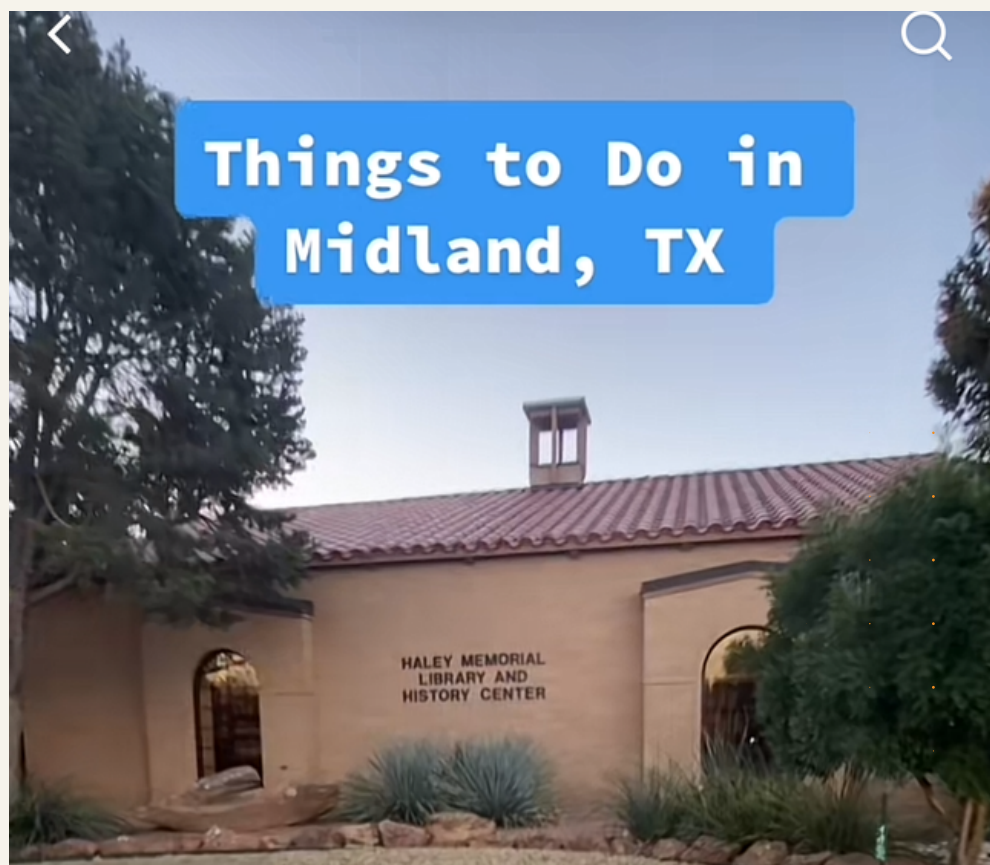 Things to Do in
Midland, TX
HALEY MEMORIAL
LIBRARY AND
HISTORY CENTER